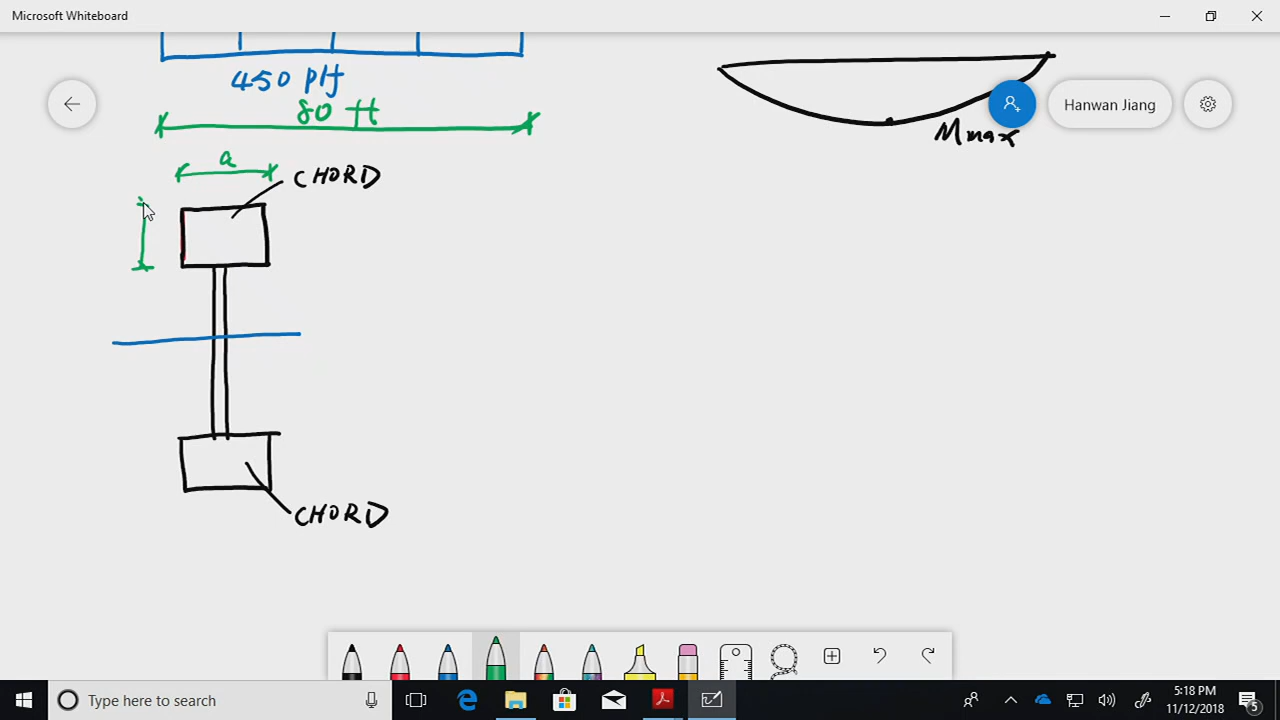 Microsoft Whiteboard
450 plf
80 ft
Mmax
Hanwan Jiang
a
CHORD
CHORD
Type here to search
5:18 PM
11/12/2018
5